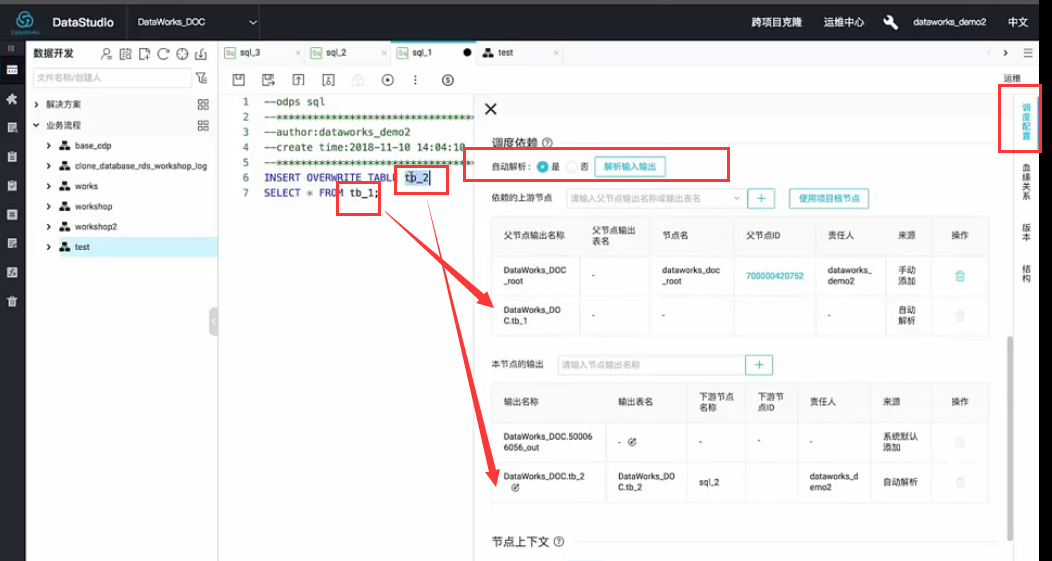 DataWorks
DataStudio
DataWorks_DOC
跨项目克隆
运维中心
dataworks_demo2
中文
数据开发
文件名称/创建人
解决方案
业务流程
base_cdp
clone_database_rds_workshop_log
works
workshop
workshop2
test
Sq sql_3
Sq sql_2
Sq sql_1
test
运维
1 --odps sql
2 --**********************************
3 --author:dataworks_demo2
4 --create time:2018-11-10 14:04:10
5 --**********************************
6 INSERT OVERWRITE TABLE tb_2
7 SELECT * FROM tb_1;
调度依赖
自动解析: 是 否 解析输入输出
依赖的上游节点 请输入父节点输出名称或输出表名 + 使用项目根节点
父节点输出名称 父节点输出表名 节点名 父节点ID 责任人 来源 操作
DataWorks_DOC_root - dataworks_doc_root 700000420752 dataworks_demo2 手动添加
DataWorks_DOC.tb_1 - - - 自动解析
本节点的输出 请输入节点输出名称 +
输出名称 输出表名 下游节点名称 下游节点ID 责任人 来源 操作
DataWorks_DOC.500066056_out - - - - 系统默认添加
DataWorks_DOC.tb_2 DataWorks_DOC.tb_2 sql_2 dataworks_demo2 自动解析
节点上下文
调度配置
血缘关系
版本
结构